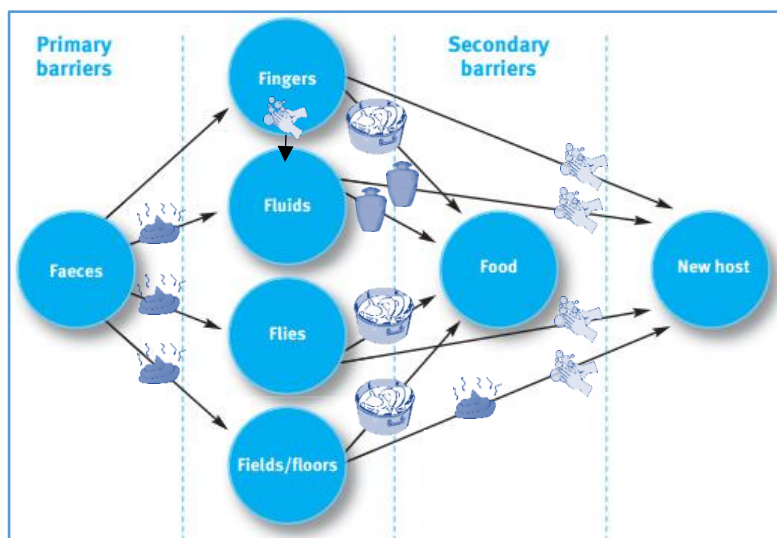 Primary
barriers
Secondary
barriers
Fingers
Fluids
Faeces
Food
New host
Flies
Fields/floors